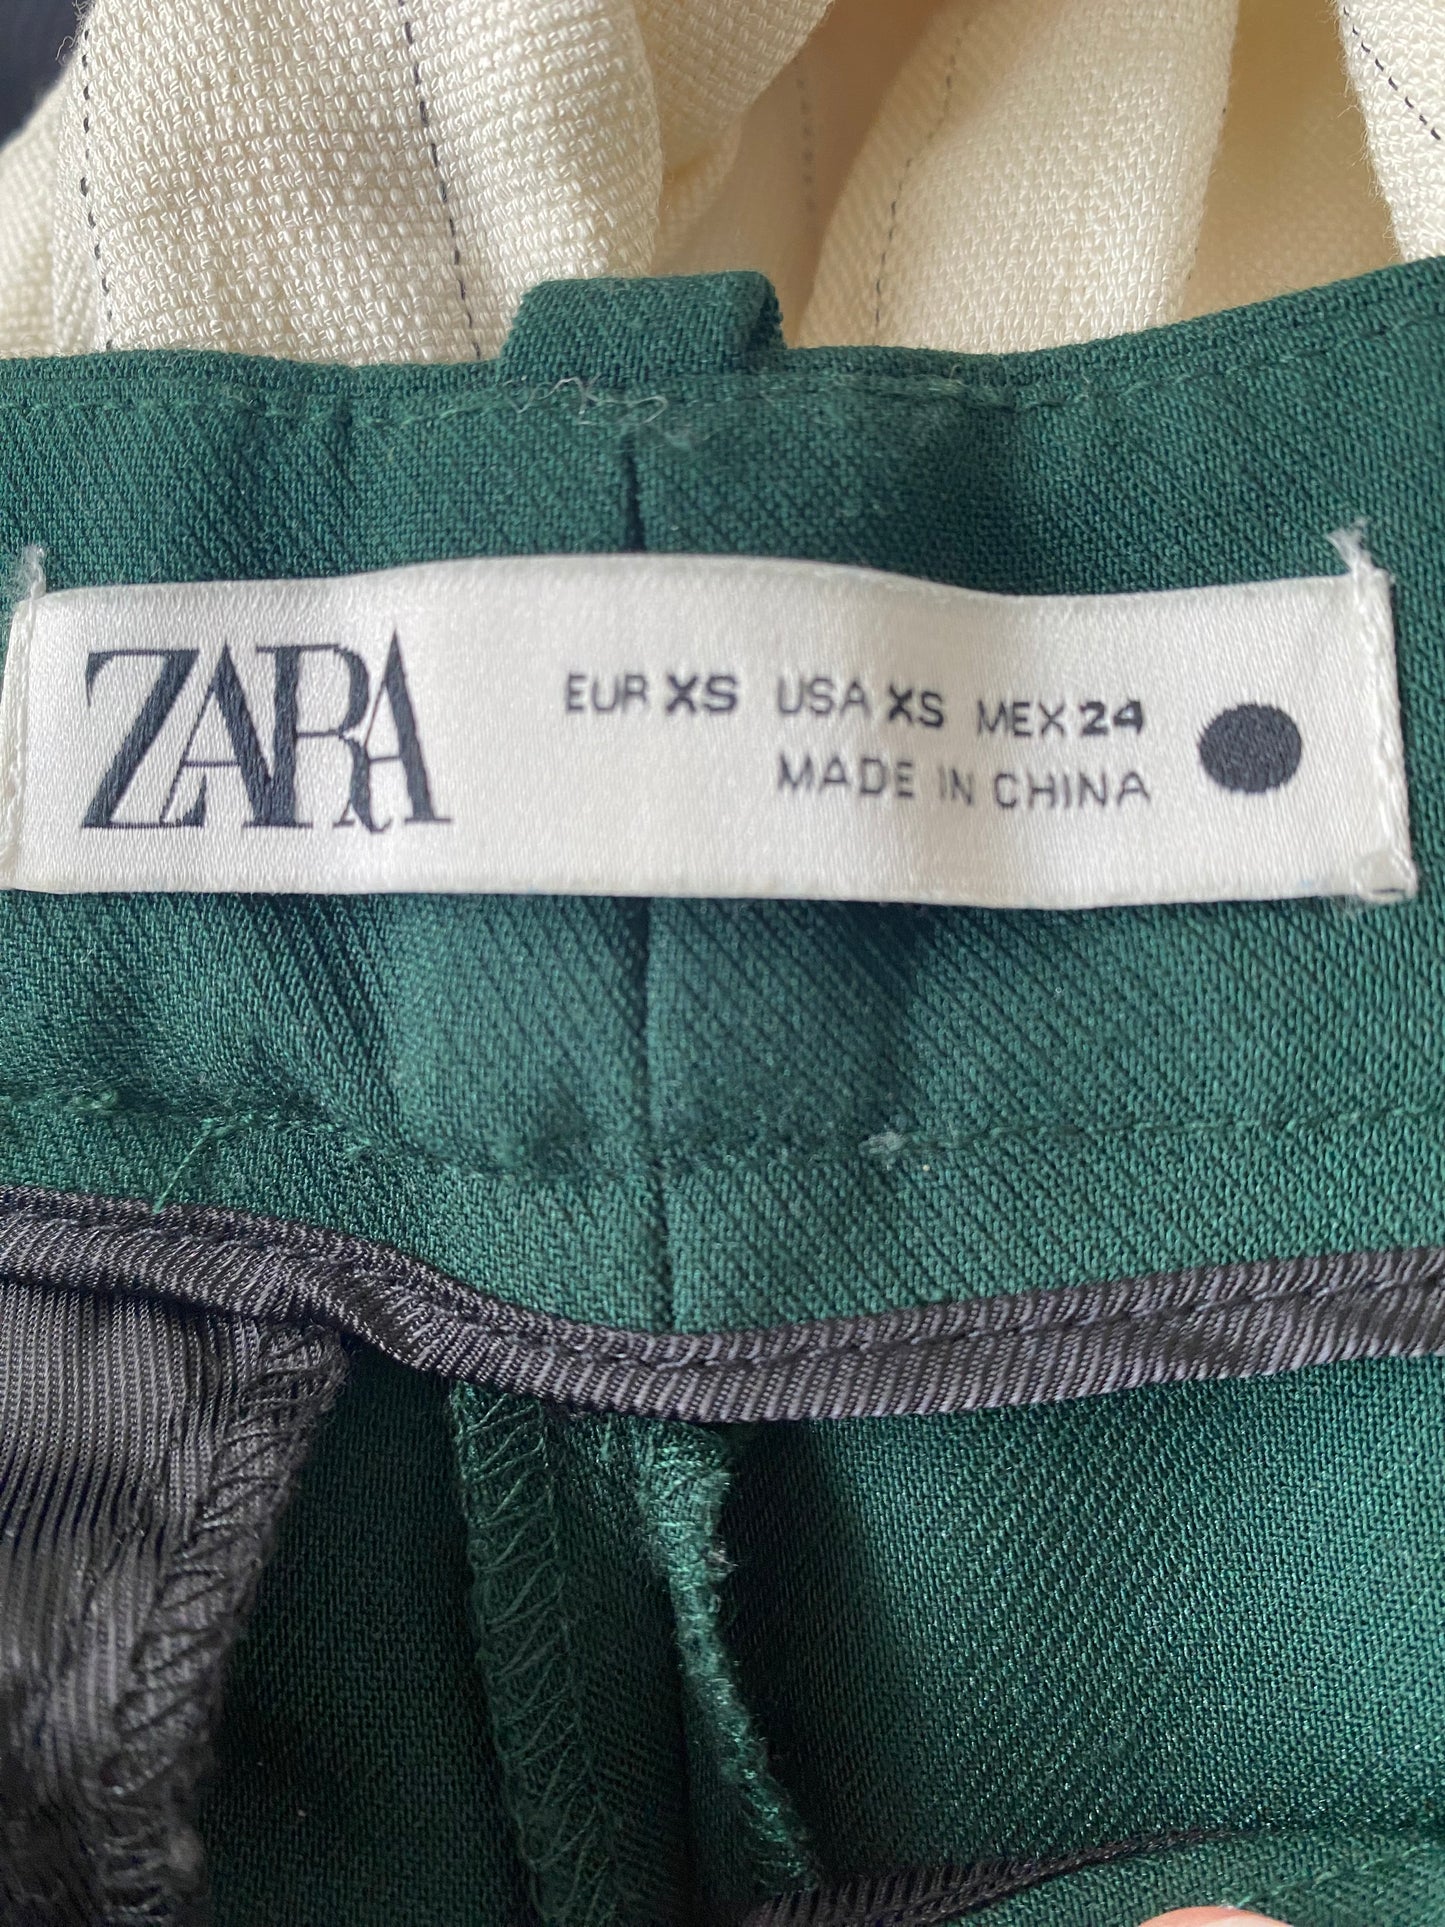 ZARA
EUR XS USA XS MEX 24
MADE IN CHINA